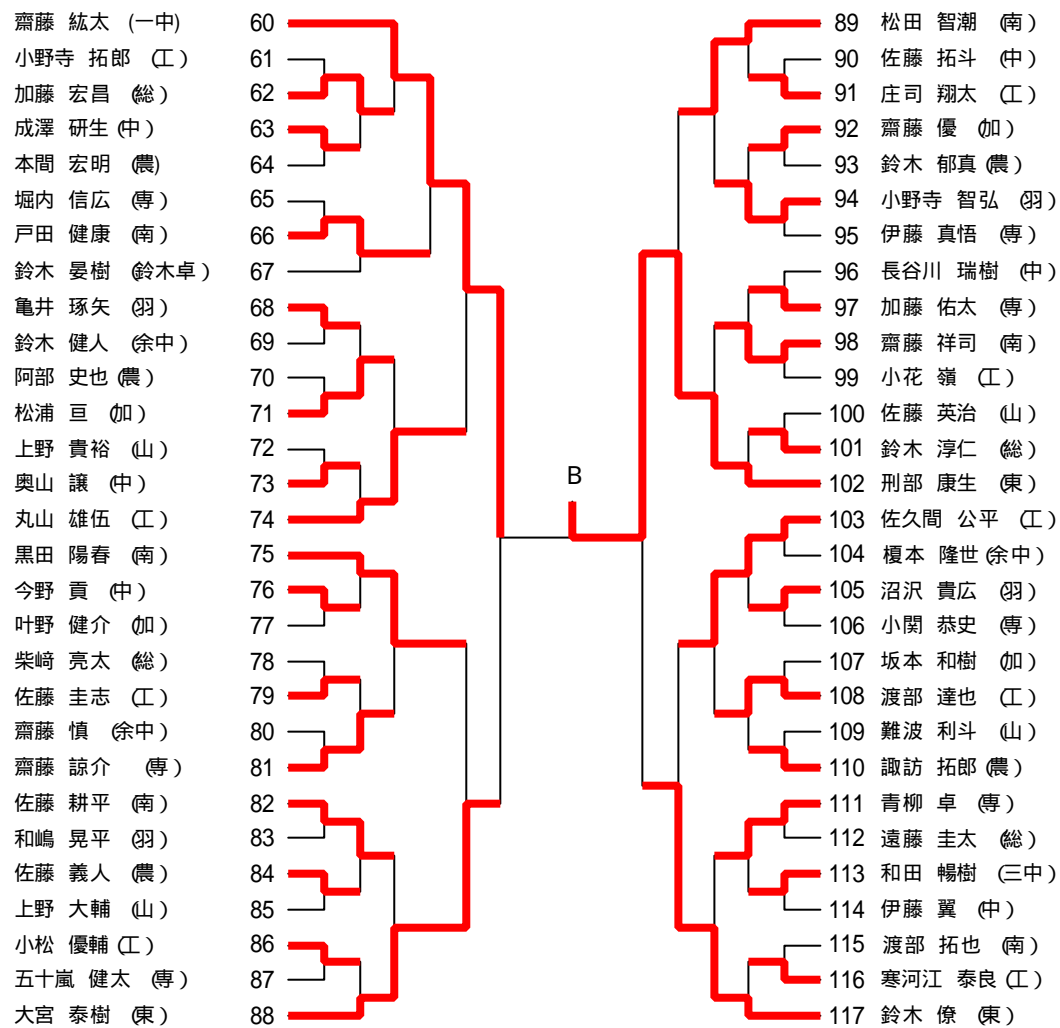 齋藤 紘太 (一中) 60
小野寺 拓郎 (工) 61
加藤 宏昌 (総) 62
成澤 研生 (中) 63
本間 宏明 (農) 64
堀内 信広 (専) 65
戸田 健康 (南) 66
鈴木 晏樹 (鈴木卓) 67
亀井 琢矢 (羽) 68
鈴木 健人 (余中) 69
阿部 史也 (農) 70
松浦 亘 (加) 71
上野 貴裕 (山) 72
奥山 譲 (中) 73
丸山 雄伍 (工) 74
黒田 陽春 (南) 75
今野 貢 (中) 76
叶野 健介 (加) 77
柴﨑 亮太 (総) 78
佐藤 圭志 (工) 79
齋藤 慎 (余中) 80
齋藤 諒介 (専) 81
佐藤 耕平 (南) 82
和嶋 晃平 (羽) 83
佐藤 義人 (農) 84
上野 大輔 (山) 85
小松 優輔 (工) 86
五十嵐 健太 (専) 87
大宮 泰樹 (東) 88
B
89 松田 智潮 (南)
90 佐藤 拓斗 (中)
91 庄司 翔太 (工)
92 齋藤 優 (加)
93 鈴木 郁真 (農)
94 小野寺 智弘 (羽)
95 伊藤 真悟 (専)
96 長谷川 瑞樹 (中)
97 加藤 佑太 (専)
98 齋藤 祥司 (南)
99 小花 嶺 (工)
100 佐藤 英治 (山)
101 鈴木 淳仁 (総)
102 刑部 康生 (東)
103 佐久間 公平 (工)
104 榎本 隆世 (余中)
105 沼沢 貴広 (羽)
106 小関 恭史 (専)
107 坂本 和樹 (加)
108 渡部 達也 (工)
109 難波 利斗 (山)
110 諏訪 拓郎 (農)
111 青柳 卓 (専)
112 遠藤 圭太 (総)
113 和田 暢樹 (三中)
114 伊藤 翼 (中)
115 渡部 拓也 (南)
116 寒河江 泰良 (工)
117 鈴木 僚 (東)